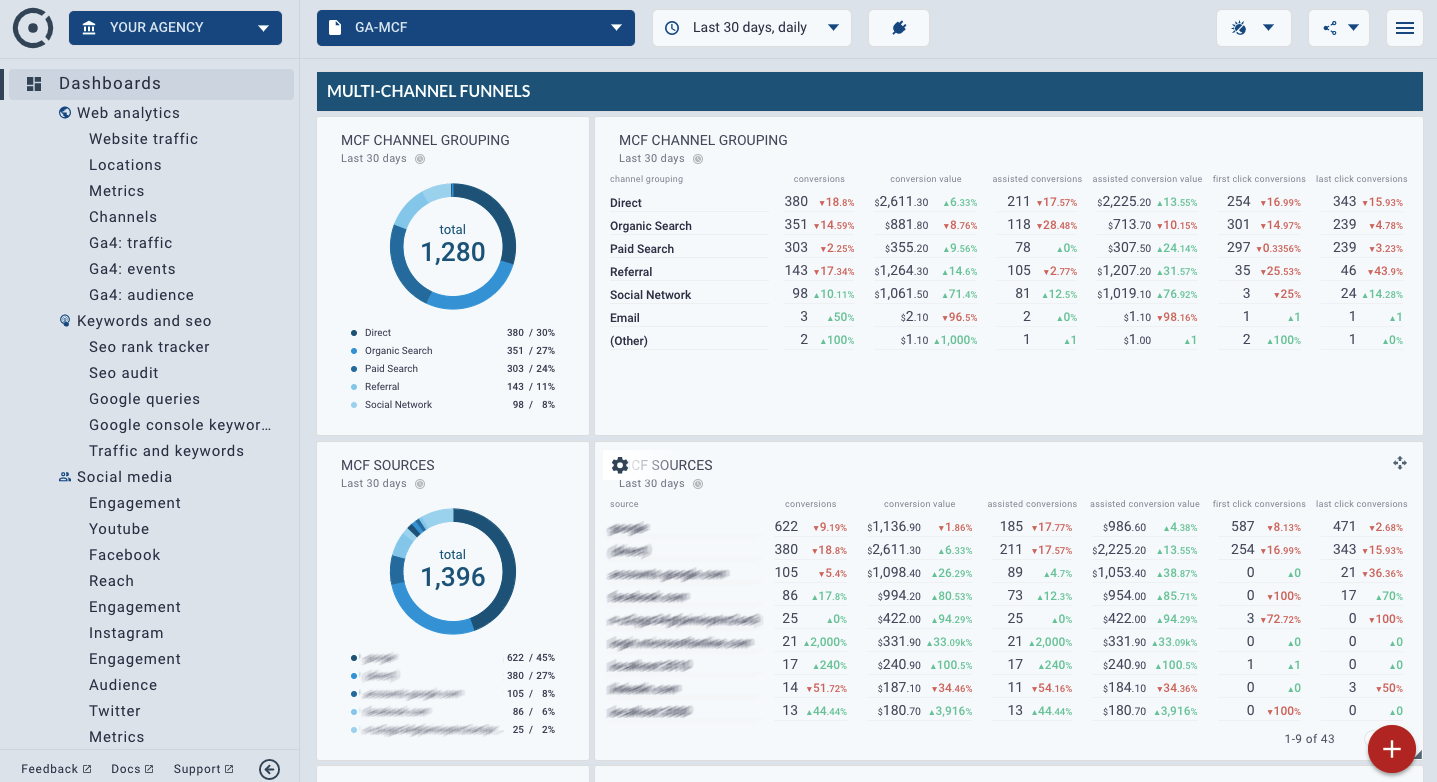 YOUR AGENCY
GA-MCF
Last 30 days, daily
Dashboards
Web analytics
Website traffic
Locations
Metrics
Channels
Ga4: traffic
Ga4: events
Ga4: audience
Keywords and seo
Seo rank tracker
Seo audit
Google queries
Google console keywor…
Traffic and keywords
Social media
Engagement
Youtube
Facebook
Reach
Engagement
Instagram
Engagement
Audience
Twitter
Metrics
Feedback Docs Support
MULTI-CHANNEL FUNNELS
MCF CHANNEL GROUPING
Last 30 days
total
1,280
Direct 380 / 30%
Organic Search 351 / 27%
Paid Search 303 / 24%
Referral 143 / 11%
Social Network 98 / 8%
MCF CHANNEL GROUPING
Last 30 days
channel grouping conversions conversion value assisted conversions assisted conversion value first click conversions last click conversions
Direct 380 ▼18.8% $2,611.30 ▲6.33% 211 ▼17.57% $2,225.20 ▲13.55% 254 ▼16.99% 343 ▼15.93%
Organic Search 351 ▼14.59% $881.80 ▼8.76% 118 ▼28.48% $713.70 ▼10.15% 301 ▼14.97% 239 ▼4.78%
Paid Search 303 ▼2.25% $355.20 ▲9.56% 78 ▲0% $307.50 ▲24.14% 297 ▼0.3356% 239 ▼3.23%
Referral 143 ▼17.34% $1,264.30 ▲14.6% 105 ▼2.77% $1,207.20 ▲31.57% 35 ▼25.53% 46 ▼43.9%
Social Network 98 ▲10.11% $1,061.50 ▲71.4% 81 ▲12.5% $1,019.10 ▲76.92% 3 ▼25% 24 ▲14.28%
Email 3 ▲50% $2.10 ▼96.5% 2 ▲0% $1.10 ▼98.16% 1 ▲1 1 ▲1
(Other) 2 ▲100% $1.10 ▲1,000% 1 ▲1 $1.00 ▲1 2 ▲100% 1 ▲0%
MCF SOURCES
Last 30 days
total
1,396
622 / 45%
380 / 27%
105 / 8%
86 / 6%
25 / 2%
CF SOURCES
Last 30 days
source conversions conversion value assisted conversions assisted conversion value first click conversions last click conversions
622 ▼9.19% $1,136.90 ▼1.86% 185 ▼17.77% $986.60 ▲4.38% 587 ▼8.13% 471 ▼2.68%
380 ▼18.8% $2,611.30 ▲6.33% 211 ▼17.57% $2,225.20 ▲13.55% 254 ▼16.99% 343 ▼15.93%
105 ▼5.4% $1,098.40 ▲26.29% 89 ▲4.7% $1,053.40 ▲38.87% 0 ▲0 21 ▼36.36%
86 ▲17.8% $994.20 ▲80.53% 73 ▲12.3% $954.00 ▲85.71% 0 ▼100% 17 ▲70%
25 ▲0% $422.00 ▲94.29% 25 ▲0% $422.00 ▲94.29% 3 ▼72.72% 0 ▼100%
21 ▲2,000% $331.90 ▲33.09k% 21 ▲2,000% $331.90 ▲33.09k% 0 ▲0 0 ▲0
17 ▲240% $240.90 ▲100.5% 17 ▲240% $240.90 ▲100.5% 1 ▲1 0 ▲0
14 ▼51.72% $187.10 ▼34.46% 11 ▼54.16% $184.10 ▼34.36% 0 ▲0 3 ▼50%
13 ▲44.44% $180.70 ▲3,916% 13 ▲44.44% $180.70 ▲3,916% 0 ▼100% 0 ▲0
1-9 of 43